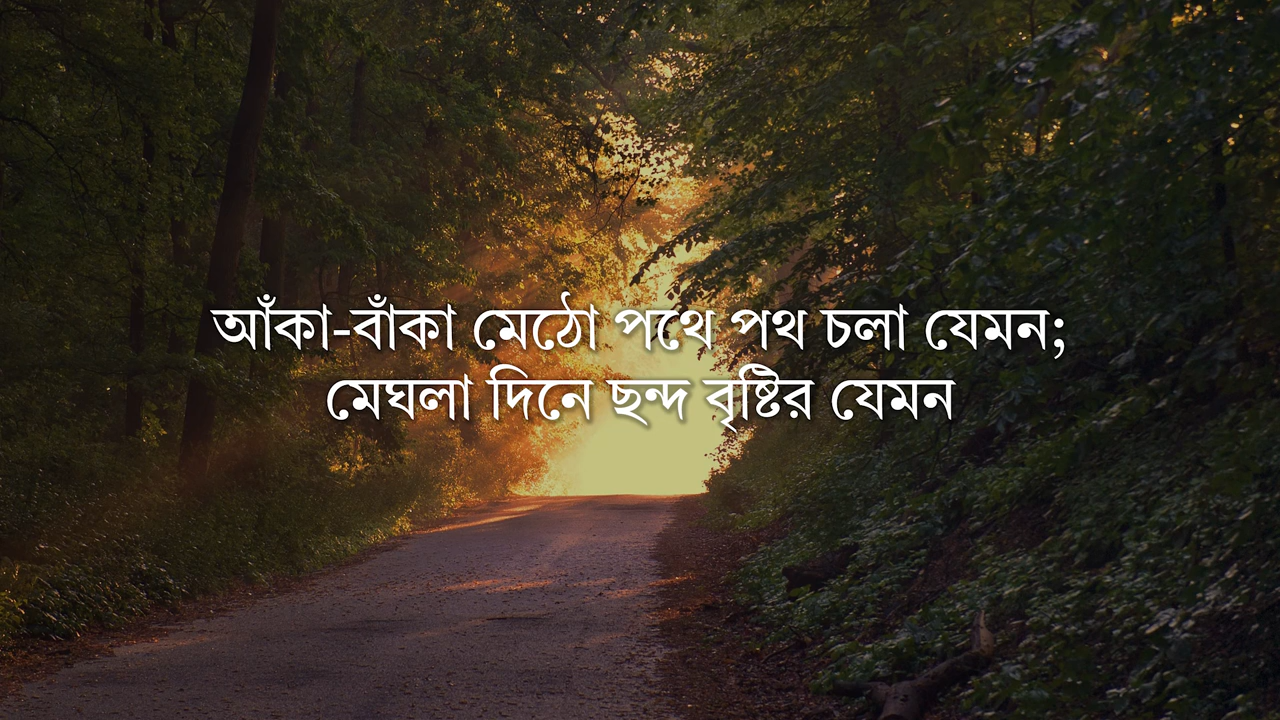 আঁকা-বাঁকা মেঠো পথে পথ চলা যেমন;
মেঘলা দিনে ছন্দ বৃষ্টির যেমন